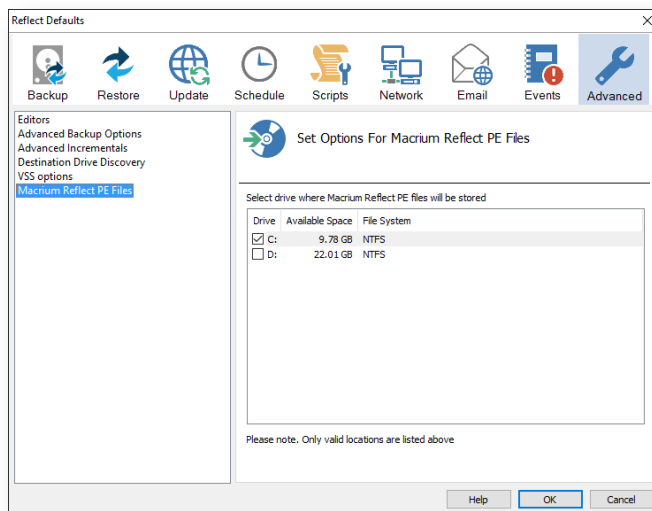 Reflect Defaults
Backup Restore Update Schedule Scripts Network Email Events Advanced
Editors
Advanced Backup Options
Advanced Incrementals
Destination Drive Discovery
VSS options
Macrium Reflect PE Files
Set Options For Macrium Reflect PE Files
Select drive where Macrium Reflect PE files will be stored
Drive Available Space File System
C: 9.78 GB NTFS
D: 22.01 GB NTFS
Please note. Only valid locations are listed above
Help OK Cancel